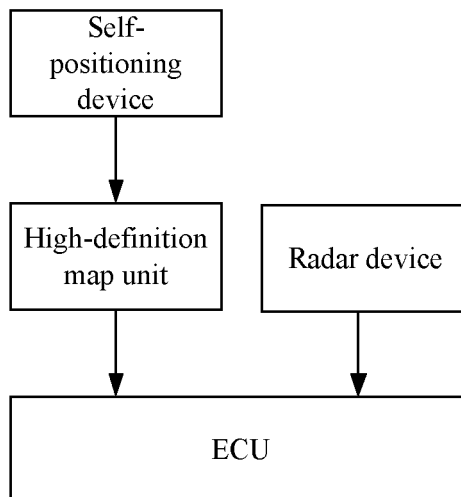 Self-
positioning
device
High-definition
map unit
Radar device
ECU